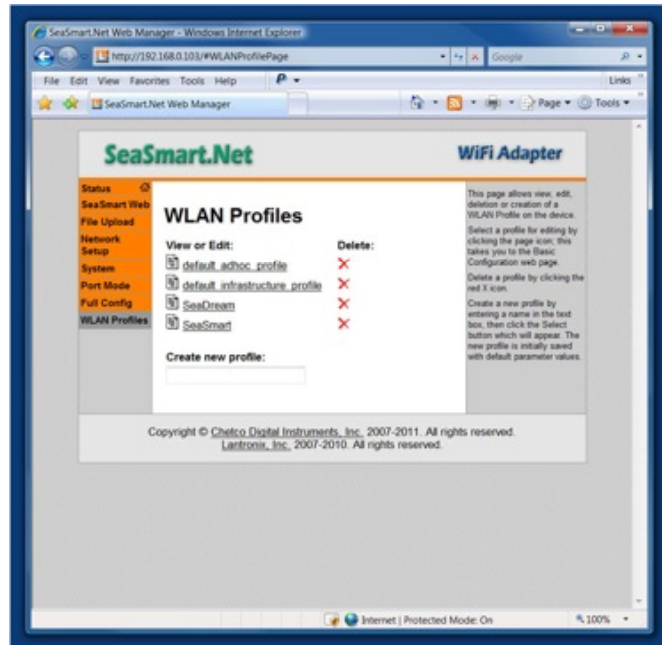 SeaSmart.Net Web Manager - Windows Internet Explorer
http://192.168.0.103/#WLANProfilePage
Google
File Edit View Favorites Tools Help
Links
SeaSmart.Net Web Manager
Page
Tools
SeaSmart.Net
WiFi Adapter
Status
SeaSmart Web
File Upload
Network
Setup
System
Port Mode
Full Config
WLAN Profiles
WLAN Profiles
View or Edit:
Delete:
default_adhoc_profile
default_infrastructure_profile
SeaDream
SeaSmart
Create new profile:
This page allows view, edit,
deletion or creation of a
WLAN Profile on the device.
Select a profile for editing by
clicking the page icon; this
takes you to the Basic
Configuration web page.
Delete a profile by clicking the
red X icon.
Create a new profile by
entering a name in the text
box, then click the Select
button which will appear. The
new profile is initially saved
with default parameter values.
Copyright © Chetco Digital Instruments, Inc. 2007-2011. All rights reserved.
Lantronix, Inc. 2007-2010. All rights reserved.
Internet | Protected Mode: On
100%